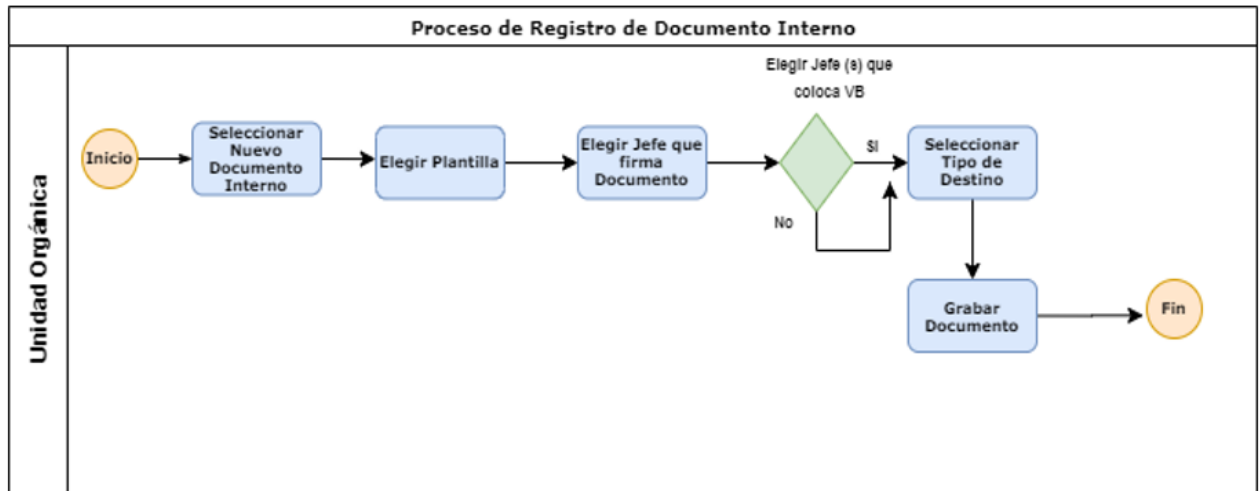 Proceso de Registro de Documento Interno
Unidad Orgánica
Inicio
Seleccionar
Nuevo
Documento
Interno
Elegir Plantilla
Elegir Jefe que
firma
Documento
Elegir Jefe (s) que
coloca VB
SI
No
Seleccionar
Tipo de
Destino
Grabar
Documento
Fin